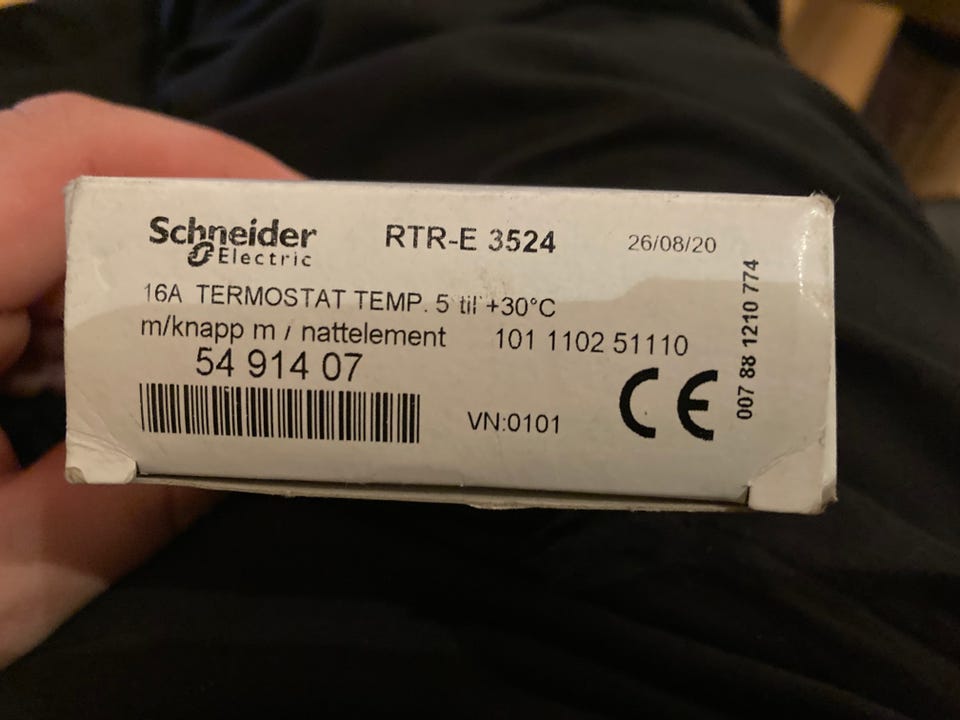 Schneider Electric
RTR-E 3524
26/08/20
16A TERMOSTAT TEMP. 5 til +30°C
m/knapp m / nattelement
101 1102 51110
54 914 07
VN:0101
CE
007 88 1210 774